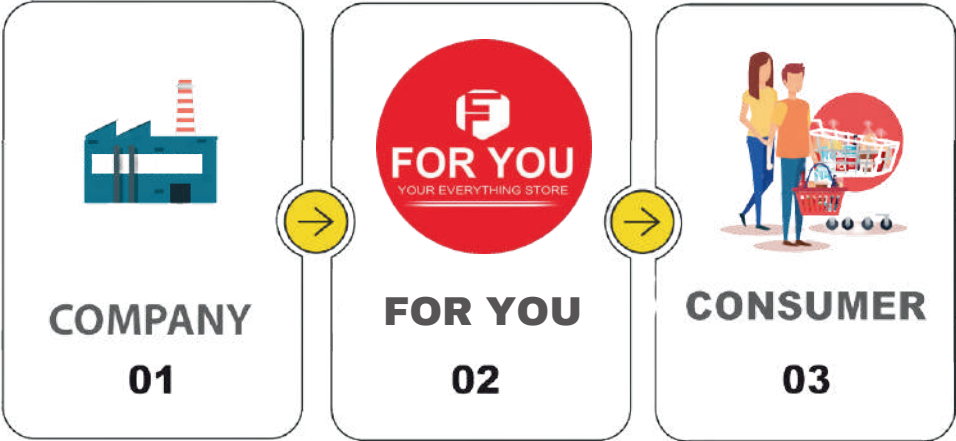 COMPANY
01
F
FOR YOU
YOUR EVERYTHING STORE
FOR YOU
02
CONSUMER
03